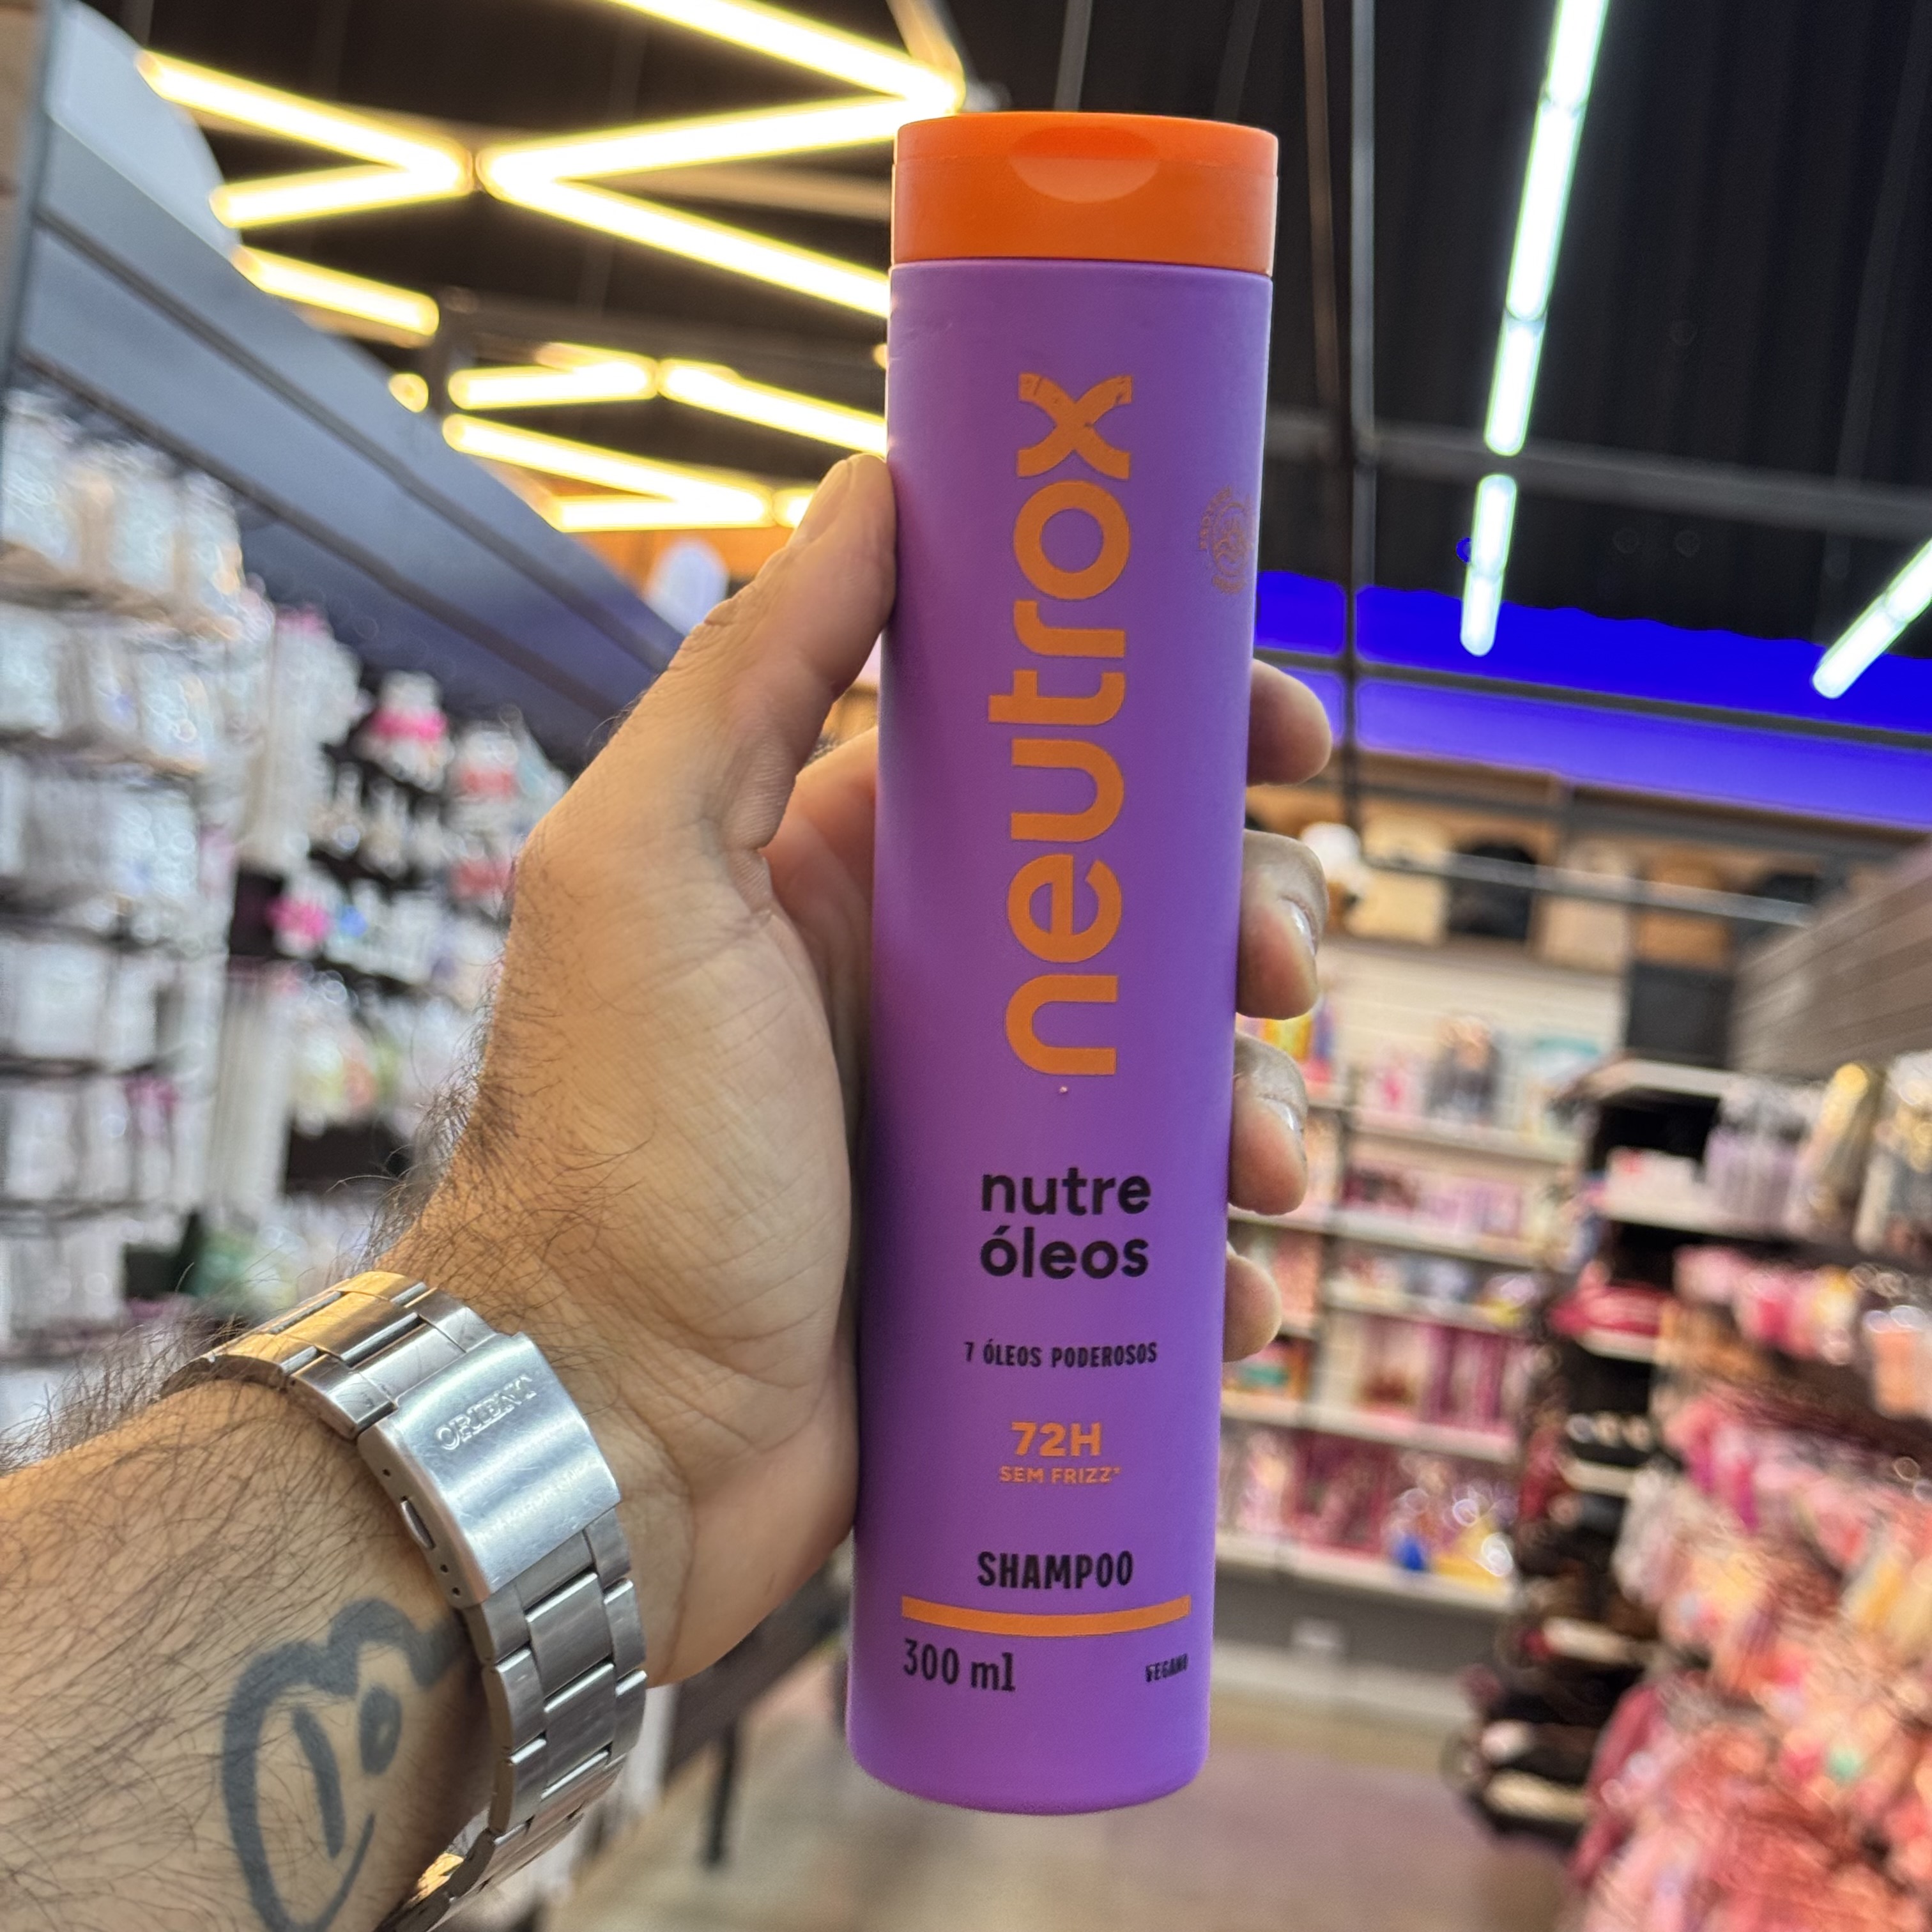 neutrox
nutre
óleos
7 ÓLEOS PODEROSOS
72H
SEM FRIZZ*
SHAMPOO
300 ml
VEGANO
ORIENT